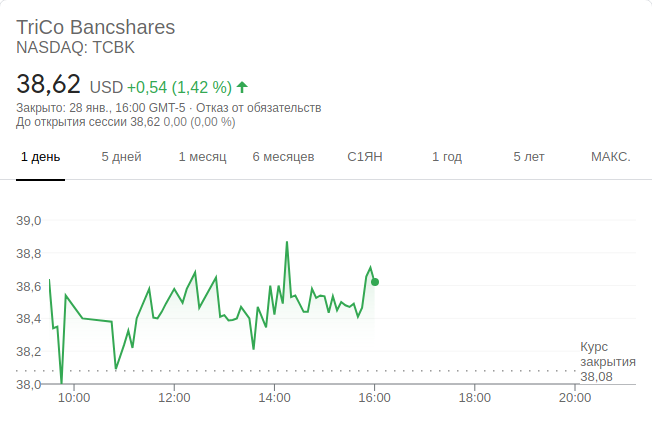 TriCo Bancshares
NASDAQ: TCBK
38,62 USD +0,54 (1,42 %)
Закрыто: 28 янв., 16:00 GMT-5 · Отказ от обязательств
До открытия сессии 38,62 0,00 (0,00 %)
1 день 5 дней 1 месяц 6 месяцев С1ЯН 1 год 5 лет МАКС.
39,0
38,8
38,6
38,4
38,2
38,0
Курс
закрытия
38,08
10:00 12:00 14:00 16:00 18:00 20:00